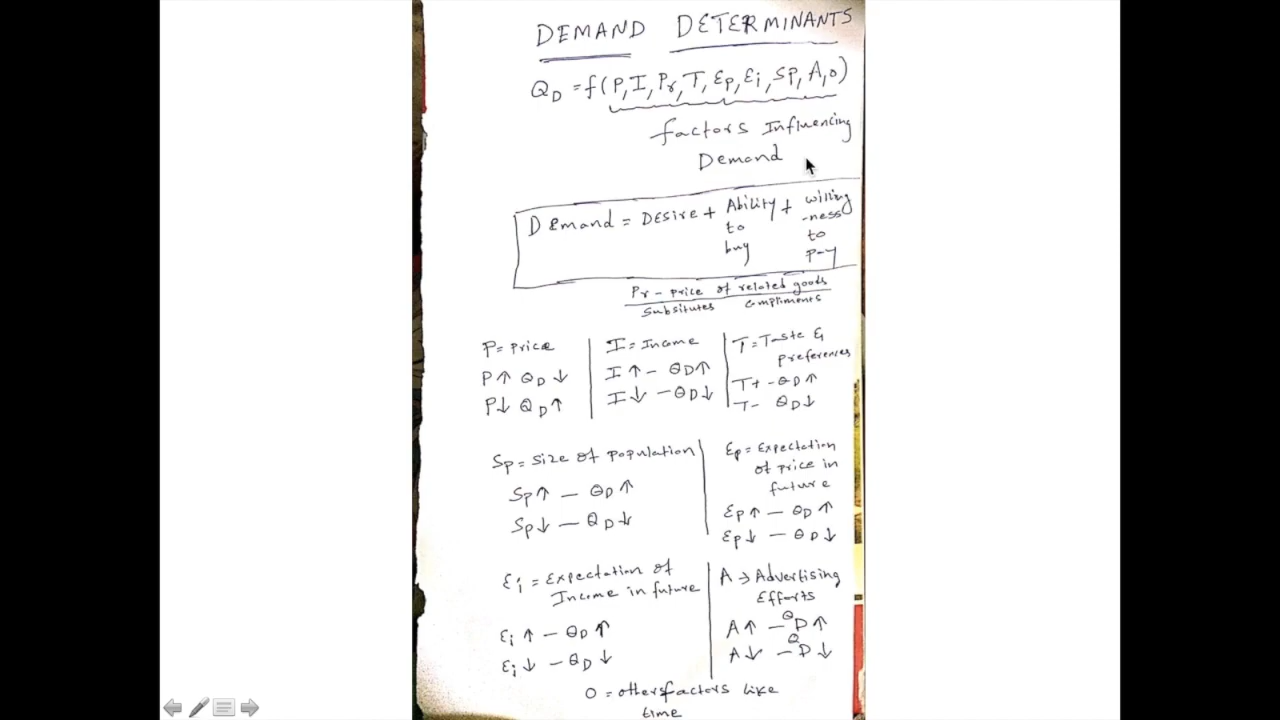 DEMAND DETERMINANTS
QD = f(P, I, Pr, T, Ep, Ei, Sp, A, O)
factors Influencing
Demand
Demand = Desire + Ability to buy + willing-ness to pay
Pr - price of related goods
Subsitutes Compliments
P = Price
P↑ QD ↓
P↓ QD ↑
I = Income
I ↑ - QD↑
I ↓ - QD↓
T = Taste & preferences
T+ - QD↑
T- QD↓
Sp = Size of population
Sp↑ — QD↑
Sp↓ — QD↓
Ep = Expectation
of price in
future
Ep↑ — QD↑
Ep↓ — QD↓
Ei = Expectation of
Income in future
Ei ↑ — QD↑
Ei ↓ — QD↓
A → Advertising
Efforts
A↑ — QD↑
A↓ — QD↓
O = others factors like
time